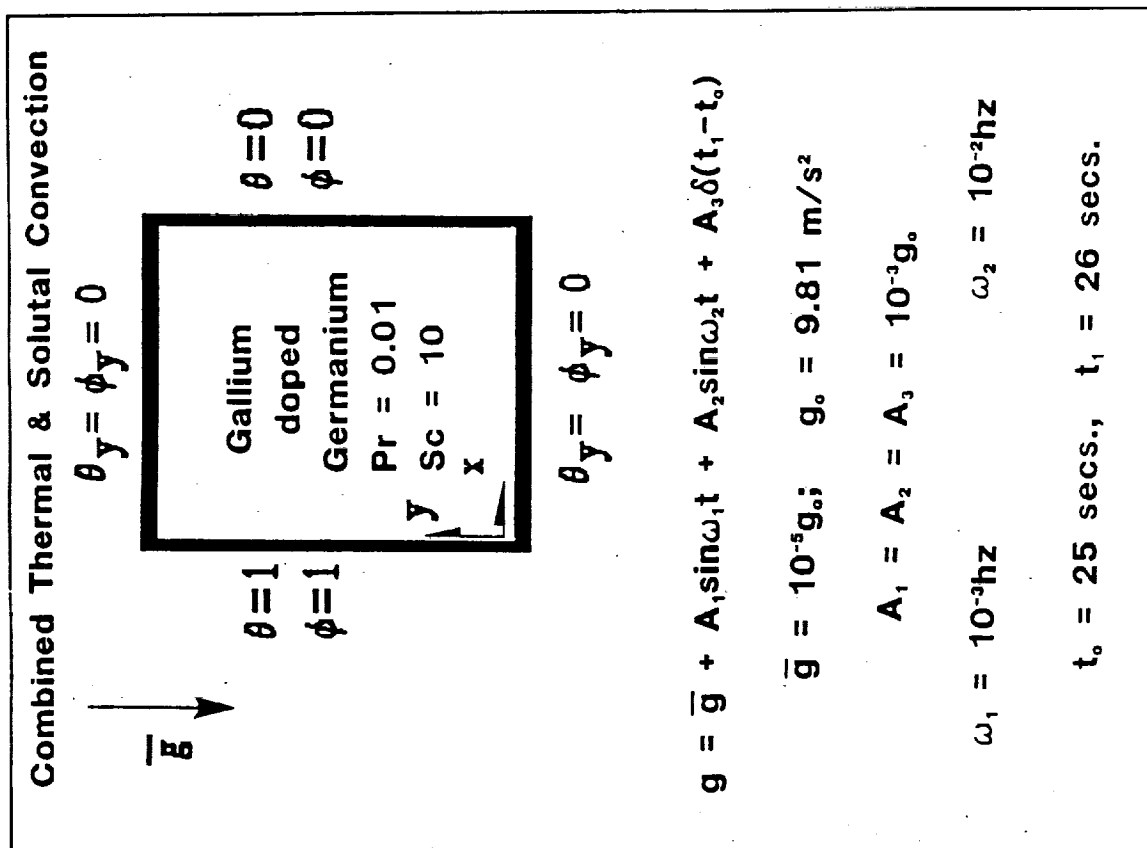 Combined Thermal & Solutal Convection
g̅
θ_y = ϕ_y = 0
θ=1
ϕ=1
Gallium
doped
Germanium
Pr = 0.01
Sc = 10
y
x
θ=0
ϕ=0
θ_y = ϕ_y = 0
g = g̅ + A₁sinω₁t + A₂sinω₂t + A₃δ(t₁-t₀)
g̅ = 10⁻⁵g₀; g₀ = 9.81 m/s²
A₁ = A₂ = A₃ = 10⁻³g₀
ω₁ = 10⁻³hz ω₂ = 10⁻²hz
t₀ = 25 secs., t₁ = 26 secs.